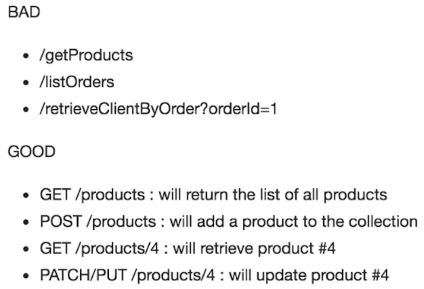 BAD
• /getProducts
• /listOrders
• /retrieveClientByOrder?orderId=1
GOOD
• GET /products : will return the list of all products
• POST /products : will add a product to the collection
• GET /products/4 : will retrieve product #4
• PATCH/PUT /products/4 : will update product #4